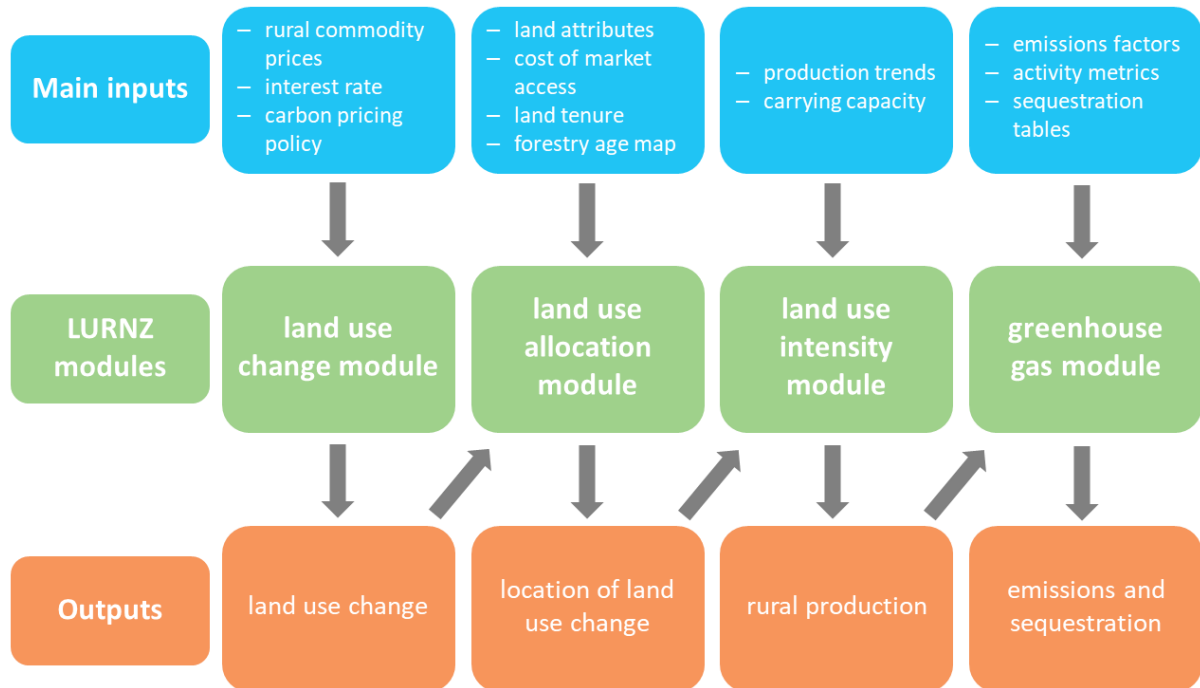 Main inputs
– rural commodity
prices
– interest rate
– carbon pricing
policy
– land attributes
– cost of market
access
– land tenure
– forestry age map
– production trends
– carrying capacity
– emissions factors
– activity metrics
– sequestration
tables
LURNZ
modules
land use
change module
land use
allocation
module
land use
intensity
module
greenhouse
gas module
Outputs
land use change
location of land
use change
rural production
emissions and
sequestration